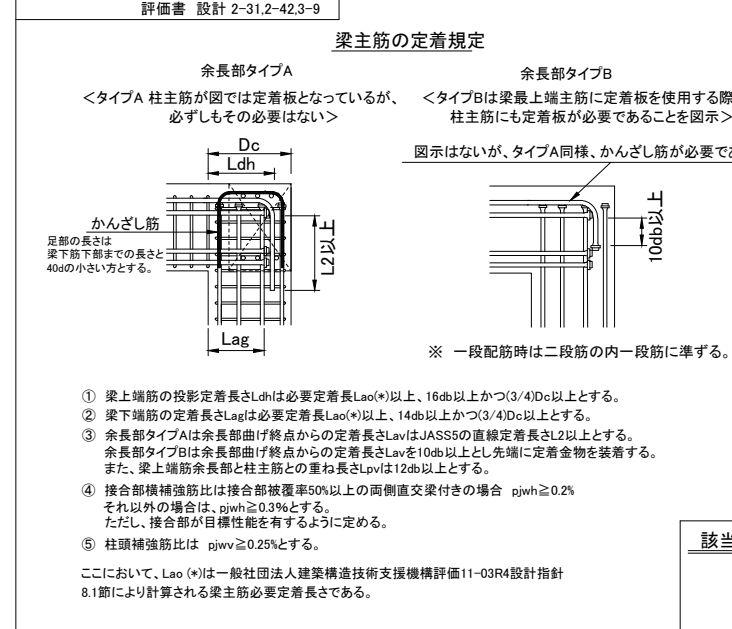 評価書 設計 2-31,2-42,3-9
梁主筋の定着規定
余長部タイプA
<タイプA 柱主筋が図では定着板となっているが、
必ずしもその必要はない>
Dc
Ldh
かんざし筋
足部の長さは
梁下筋下部までの長さと
40dの小さい方とする。
L2以上
Lag
余長部タイプB
<タイプBは梁最上端主筋に定着板を使用する際
柱主筋にも定着板が必要であることを図示>
図示はないが、タイプA同様、かんざし筋が必要であ
10db以上
※ 一段配筋時は二段筋の内一段筋に準ずる。
① 梁上端筋の投影定着長さLdhは必要定着長Lao(*)以上、16db以上かつ(3/4)Dc以上とする。
② 梁下端筋の定着長さLagは必要定着長Lao(*)以上、14db以上かつ(3/4)Dc以上とする。
③ 余長部タイプAは余長部曲げ終点からの定着長さLavはJASS5の直線定着長さL2以上とする。
余長部タイプBは余長部曲げ終点からの定着長さLavを10db以上とし先端に定着金物を装着する。
また、梁上端筋余長部と柱主筋との重ね長さLpvは12db以上とする。
④ 接合部横補強筋比は接合部被覆率50%以上の両側直交梁付きの場合 pjwh≧0.2%
それ以外の場合は、pjwh≧0.3%とする。
ただし、接合部が目標性能を有するように定める。
⑤ 柱頭補強筋比は pjwv≧0.25%とする。
ここにおいて、Lao (*)は一般社団法人建築構造技術支援機構評価11-03R4設計指針
8.1節により計算される梁主筋必要定着長さである。
該当